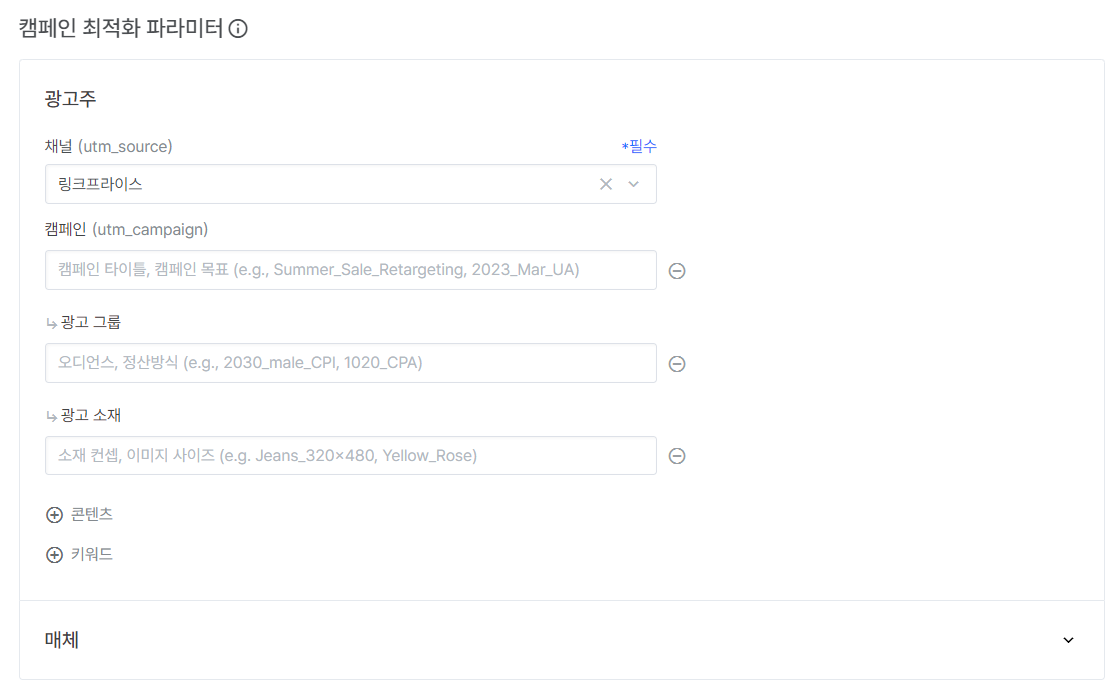 캠페인 최적화 파라미터
광고주
채널 (utm_source) *필수
링크프라이스
캠페인 (utm_campaign)
캠페인 타이틀, 캠페인 목표 (e.g., Summer_Sale_Retargeting, 2023_Mar_UA)
광고 그룹
오디언스, 정산방식 (e.g., 2030_male_CPI, 1020_CPA)
광고 소재
소재 컨셉, 이미지 사이즈 (e.g. Jeans_320×480, Yellow_Rose)
콘텐츠
키워드
매체